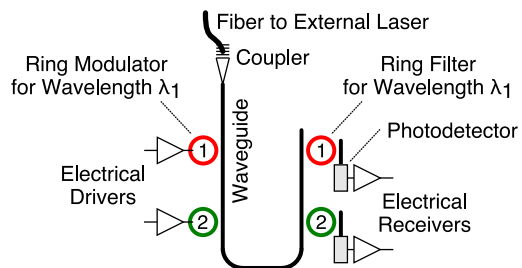 Fiber to External Laser
Coupler
Ring Modulator
for Wavelength λ1
Ring Filter
for Wavelength λ1
Waveguide
Photodetector
1
1
Electrical
Drivers
2
2
Electrical
Receivers